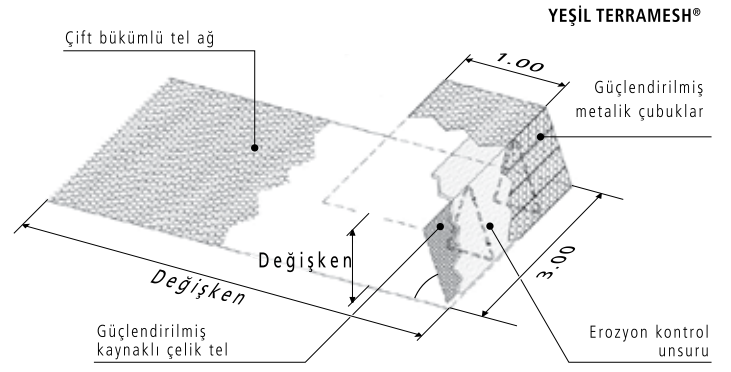 YEŞİL TERRAMESH®
Çift bükümlü tel ağ
1.00
Güçlendirilmiş
metalik çubuklar
Değişken
Değişken
3.00
Güçlendirilmiş
kaynaklı çelik tel
Erozyon kontrol
unsuru